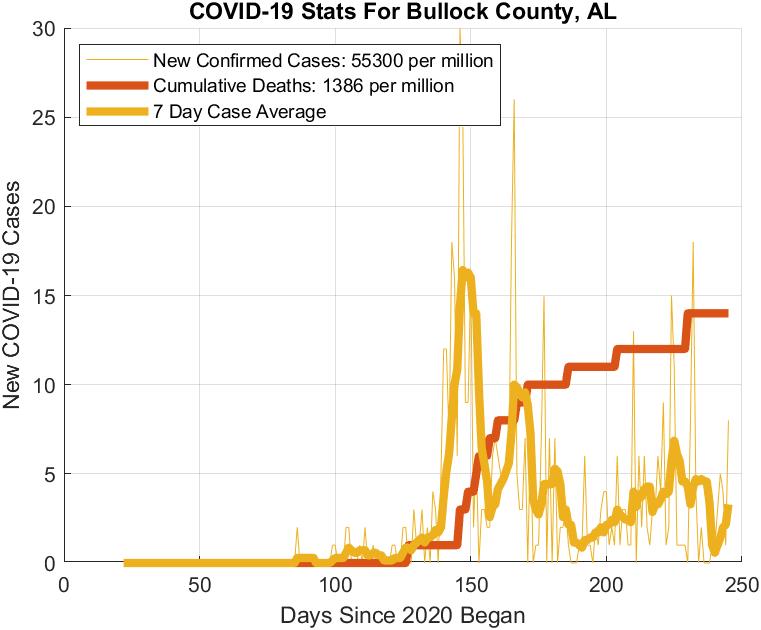 COVID-19 Stats For Bullock County, AL
New Confirmed Cases: 55300 per million
Cumulative Deaths: 1386 per million
7 Day Case Average
30
25
20
15
10
5
0
New COVID-19 Cases
0 50 100 150 200 250
Days Since 2020 Began